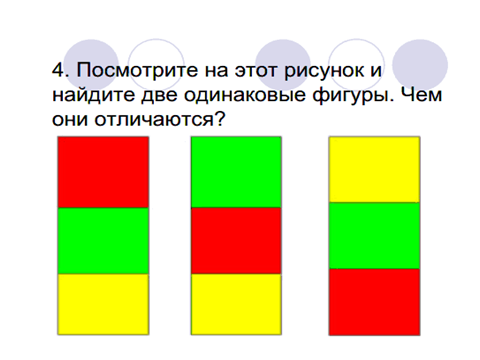 4. Посмотрите на этот рисунок и
найдите две одинаковые фигуры. Чем
они отличаются?